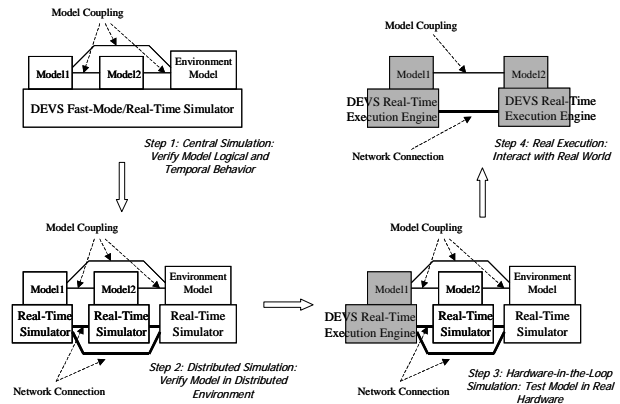 Model Coupling
Model1
Model2
Environment
Model
DEVS Fast-Mode/Real-Time Simulator
Step 1: Central Simulation:
Verify Model Logical and
Temporal Behavior
Model Coupling
Model1
Model2
DEVS Real-Time
Execution Engine
DEVS Real-Time
Execution Engine
Network Connection
Step 4: Real Execution:
Interact with Real World
Model Coupling
Model1
Model2
Environment
Model
Real-Time
Simulator
Real-Time
Simulator
Real-Time
Simulator
Step 2: Distributed Simulation:
Verify Model in Distributed
Environment
Network Connection
Model Coupling
Model1
Model2
Environment
Model
DEVS Real-Time
Execution Engine
Real-Time
Simulator
Real-Time
Simulator
Network Connection
Step 3: Hardware-in-the-Loop
Simulation: Test Model in Real
Hardware